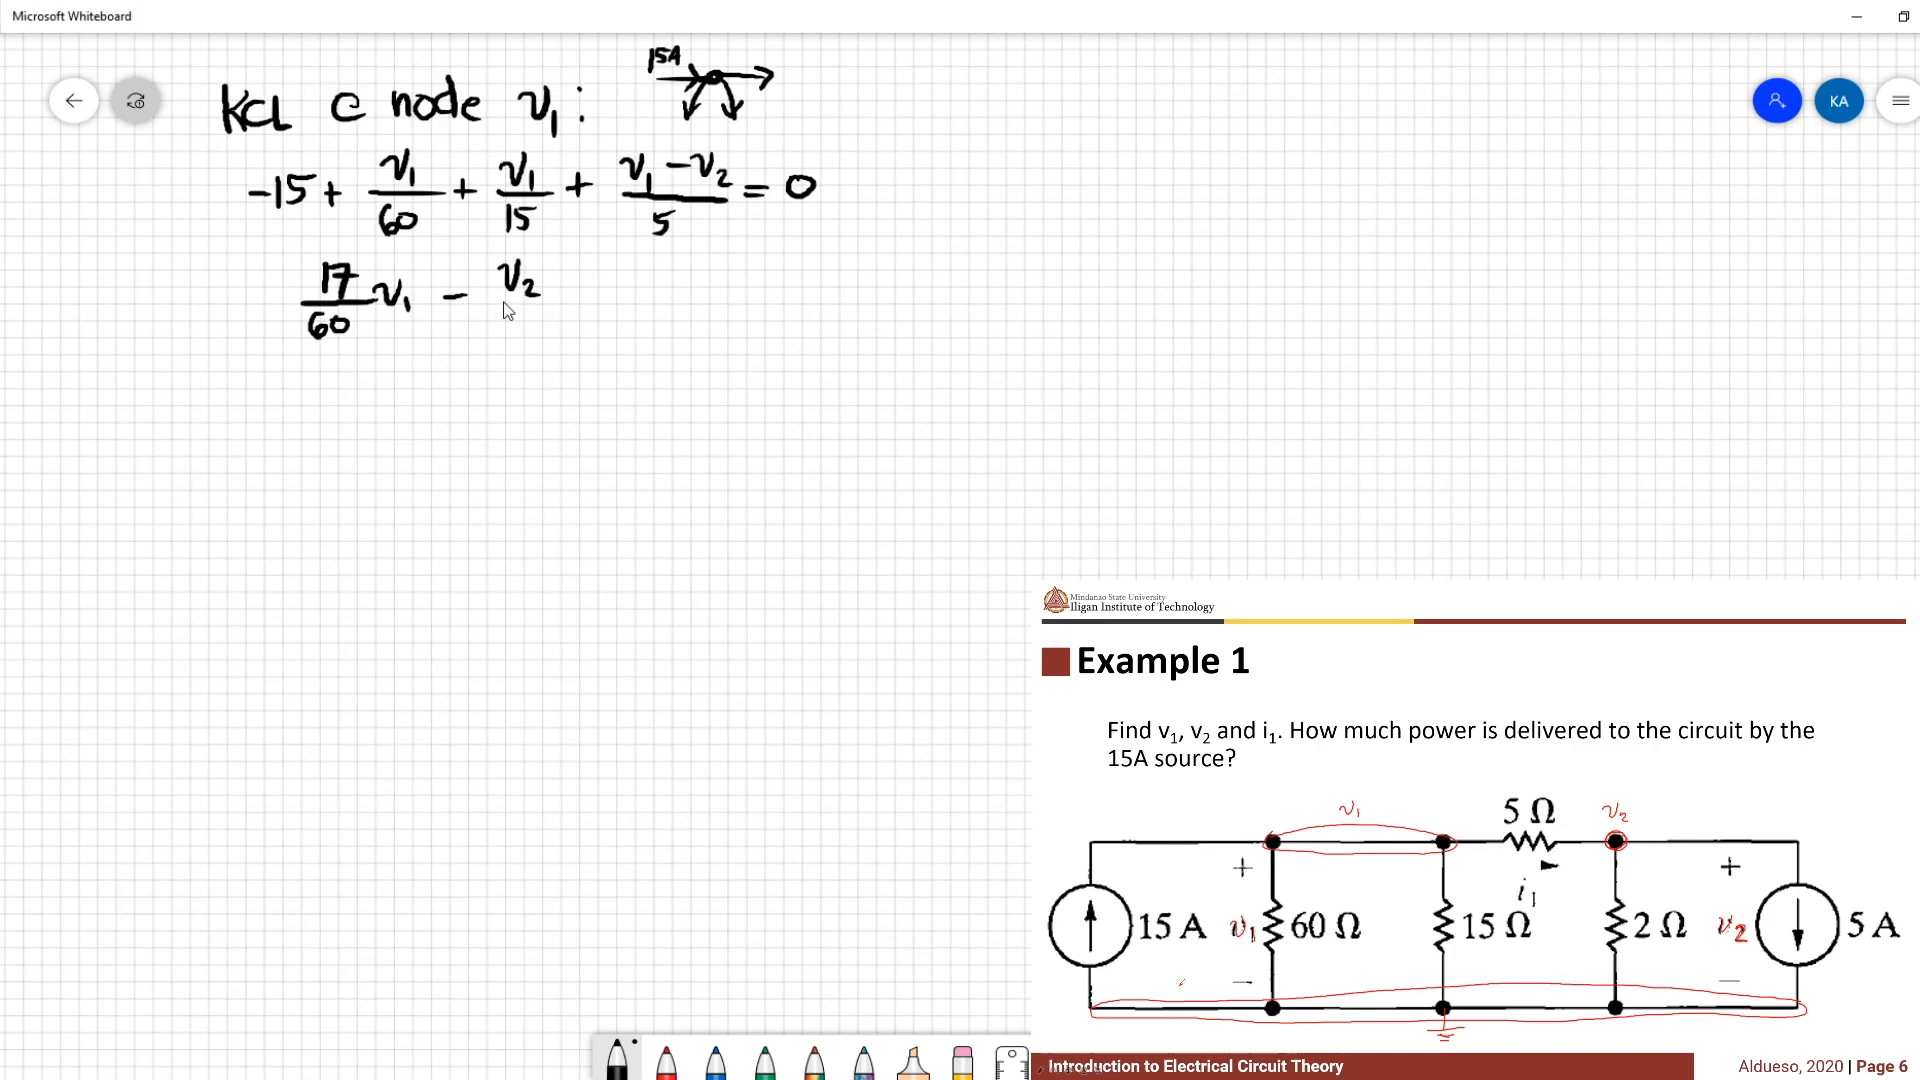 Microsoft Whiteboard
KCL @ node v₁:
15A
-15 + v₁/60 + v₁/15 + (v₁ - v₂)/5 = 0
17/60 v₁ - v₂
KA
Mindanao State University
Iligan Institute of Technology
Example 1
Find v₁, v₂ and i₁. How much power is delivered to the circuit by the
15A source?
v₁
5 Ω
v₂
+
+
i₁
15 A
v₁
60 Ω
15 Ω
2 Ω
v₂
5 A
−
−
Introduction to Electrical Circuit Theory
Aldueso, 2020 | Page 6